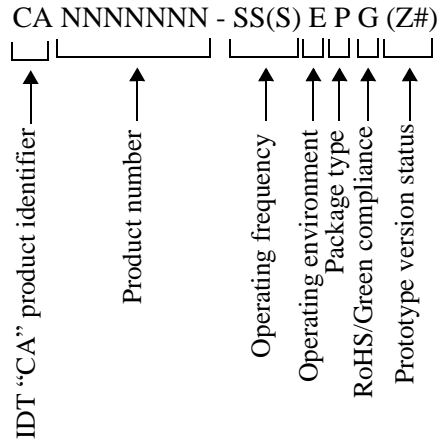 CA NNNNNNNN - SS(S) E P G (Z#)
IDT “CA” product identifier
Product number
Operating frequency
Operating environment
Package type
RoHS/Green compliance
Prototype version status